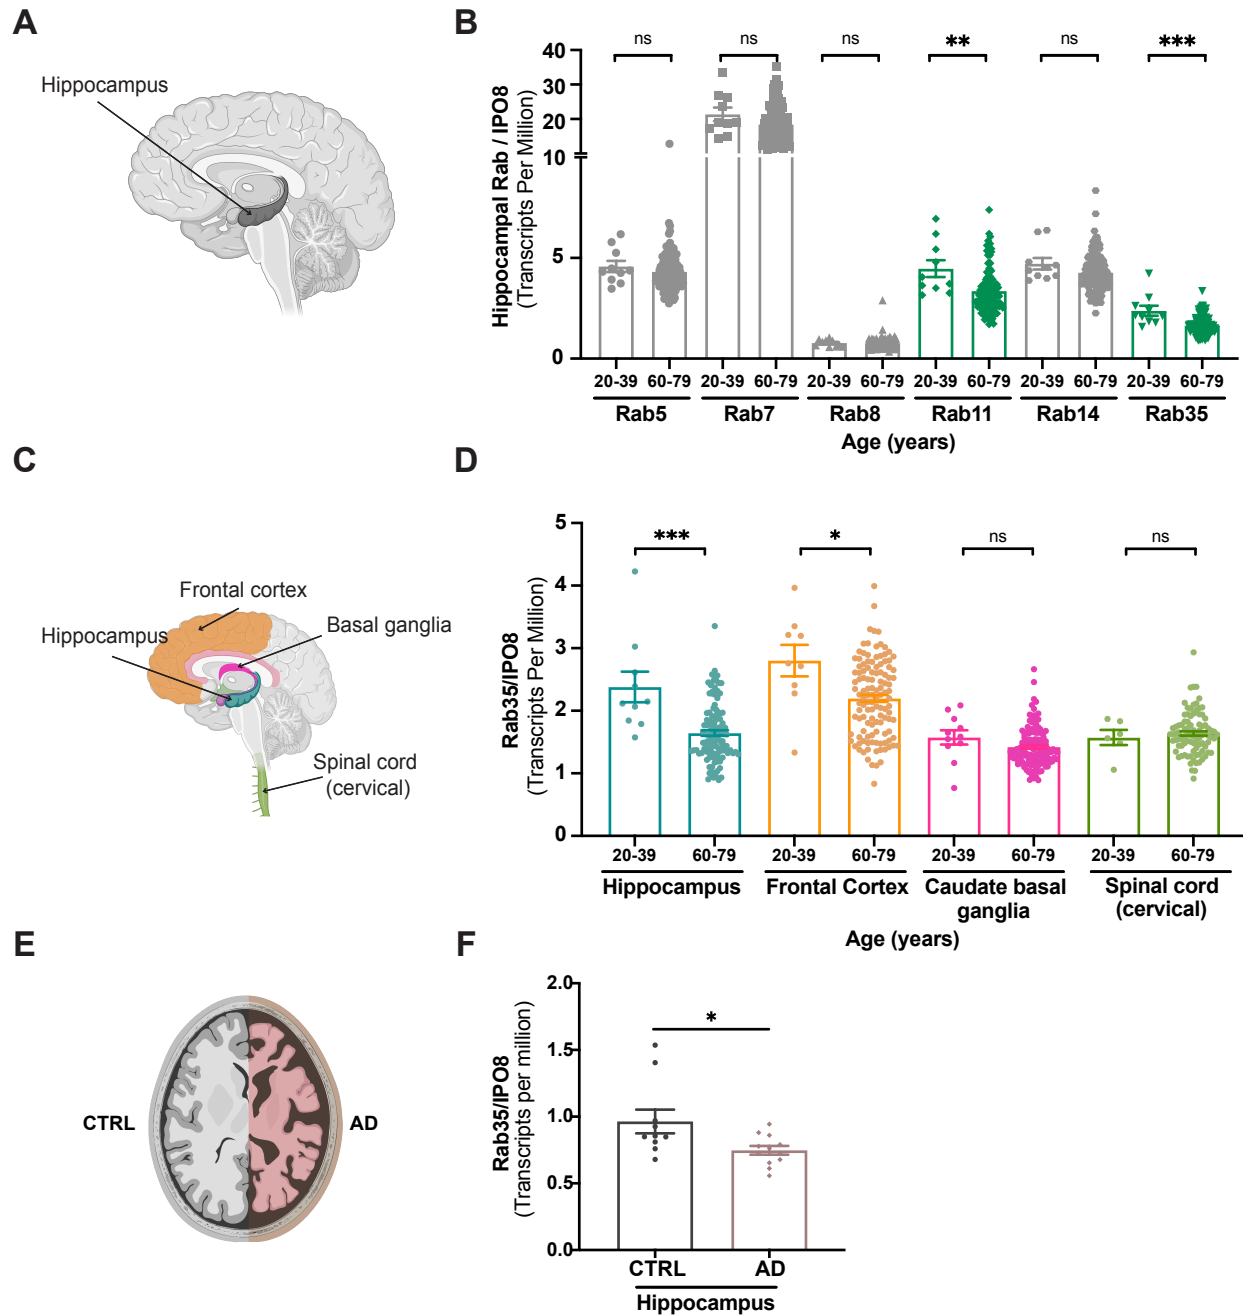 A
Hippocampus
B
Hippocampal Rab / IPO8
(Transcripts Per Million)
40
30
20
10
5
0
ns
ns
ns
**
ns
***
20-39 60-79 20-39 60-79 20-39 60-79 20-39 60-79 20-39 60-79 20-39 60-79
Rab5 Rab7 Rab8 Rab11 Rab14 Rab35
Age (years)
C
Frontal cortex
Hippocampus
Basal ganglia
Spinal cord
(cervical)
D
Rab35/IPO8
(Transcripts Per Million)
5
4
3
2
1
0
***
*
ns
ns
20-39 60-79 20-39 60-79 20-39 60-79 20-39 60-79
Hippocampus Frontal Cortex Caudate basal
ganglia
Spinal cord
(cervical)
Age (years)
E
CTRL
AD
F
Rab35/IPO8
(Transcripts per million)
2.0
1.5
1.0
0.5
0.0
*
CTRL AD
Hippocampus